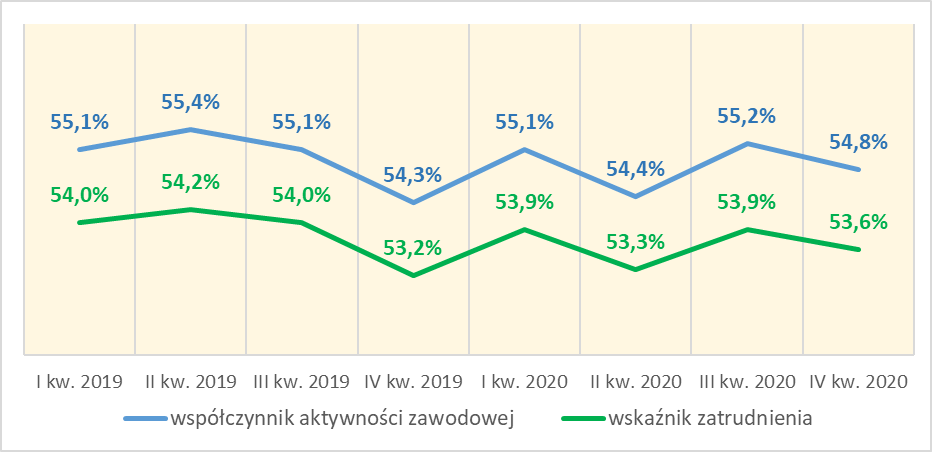 55,1% 55,4% 55,1% 54,3% 55,1% 54,4% 55,2% 54,8%
54,0% 54,2% 54,0% 53,2% 53,9% 53,3% 53,9% 53,6%
I kw. 2019 II kw. 2019 III kw. 2019 IV kw. 2019 I kw. 2020 II kw. 2020 III kw. 2020 IV kw. 2020
współczynnik aktywności zawodowej wskaźnik zatrudnienia